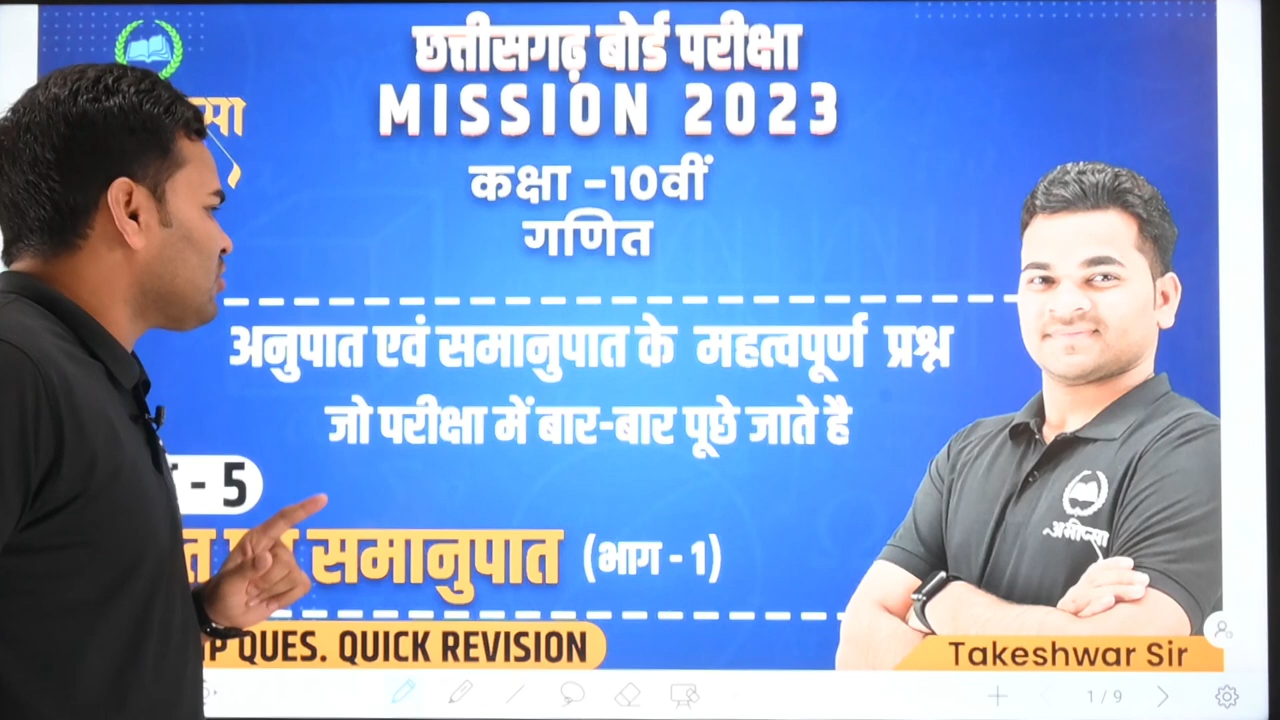 छत्तीसगढ़ बोर्ड परीक्षा
MISSION 2023
कक्षा -10वीं
गणित
अनुपात एवं समानुपात के महत्वपूर्ण प्रश्न
जो परीक्षा में बार-बार पूछे जाते है
- 5
समानुपात (भाग - 1)
QUES. QUICK REVISION
अभीप्सा
Takeshwar Sir
1/9